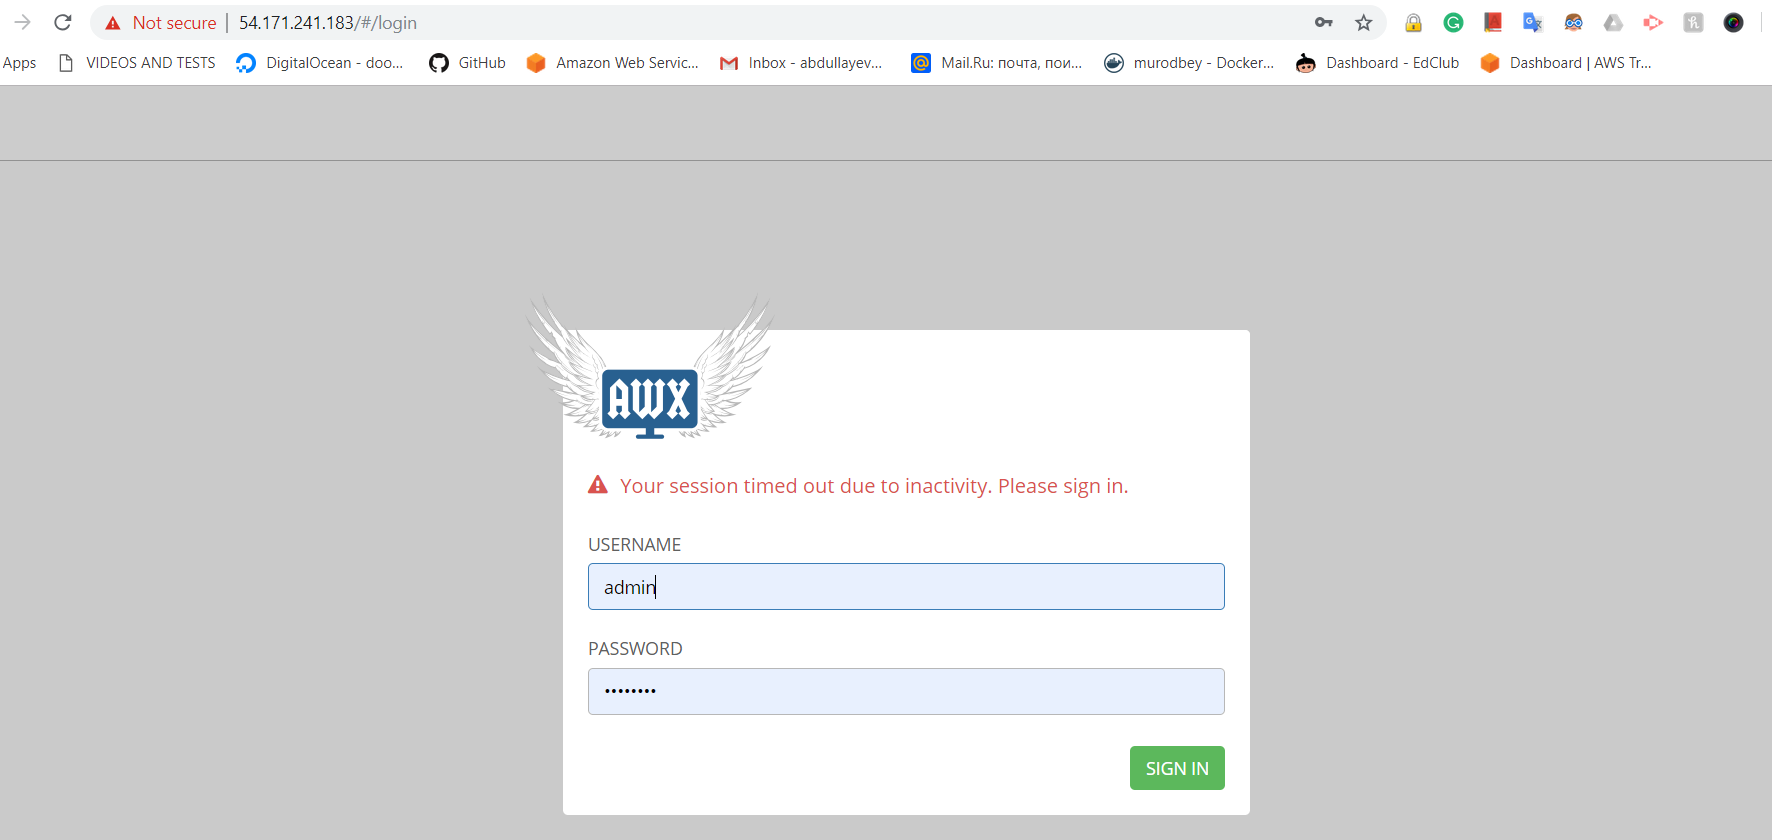 Not secure | 54.171.241.183/#/login
Apps VIDEOS AND TESTS DigitalOcean - doo... GitHub Amazon Web Servic... Inbox - abdullayev... Mail.Ru: почта, пои... murodbey - Docker... Dashboard - EdClub Dashboard | AWS Tr...
AWX
Your session timed out due to inactivity. Please sign in.
USERNAME
admin
PASSWORD
••••••••
SIGN IN